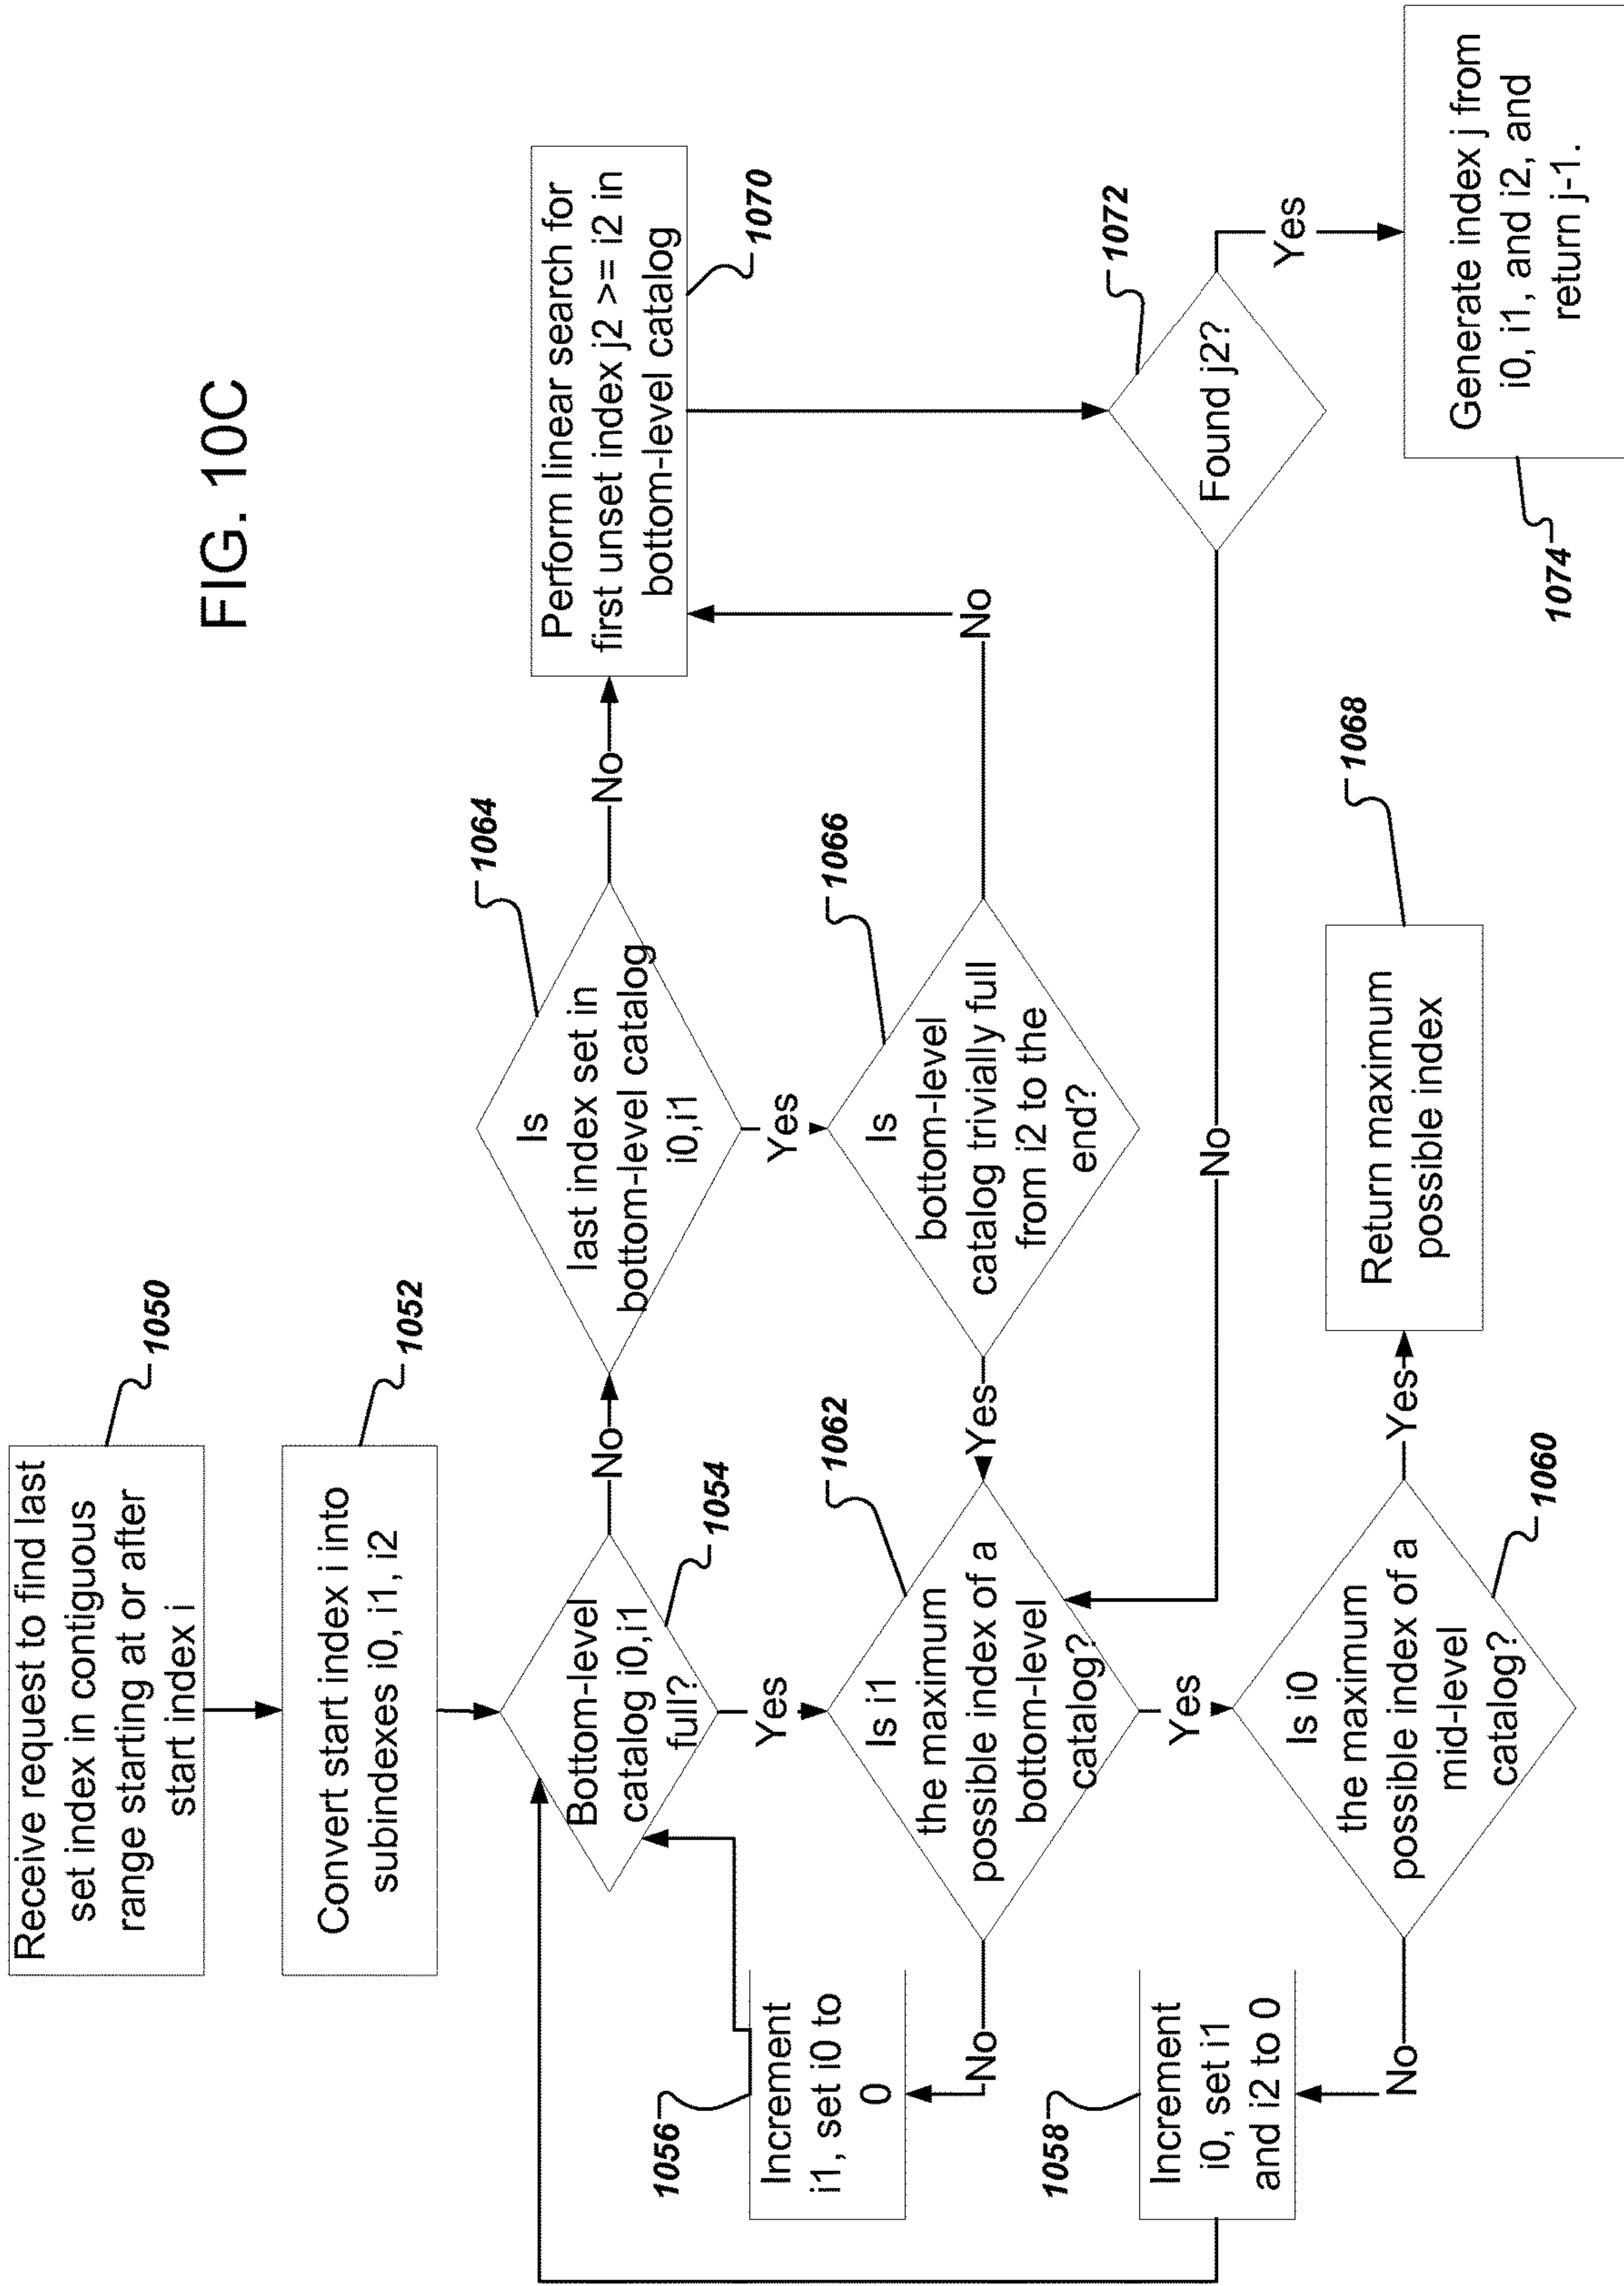 FIG. 10C
Receive request to find last
set index in contiguous
range starting at or after
start index i
1050
Convert start index i into
subindexes i0, i1, i2
1052
Bottom-level
catalog i0,i1
full?
1054
No
Yes
Is
last index set in
bottom-level catalog
i0,i1
1064
No
Yes
Perform linear search for
first unset index j2 >= i2 in
bottom-level catalog
1070
Increment
i1, set i0 to
0
1056
Is i1
the maximum
possible index of a
bottom-level
catalog?
1062
No
Yes
Is
bottom-level
catalog trivially full
from i2 to the
end?
1066
Yes
No
Found j2?
1072
No
Yes
Increment
i0, set i1
and i2 to 0
1058
Is i0
the maximum
possible index of a
mid-level
catalog?
1060
No
Yes
Return maximum
possible index
1068
Generate index j from
i0, i1, and i2, and
return j-1.
1074